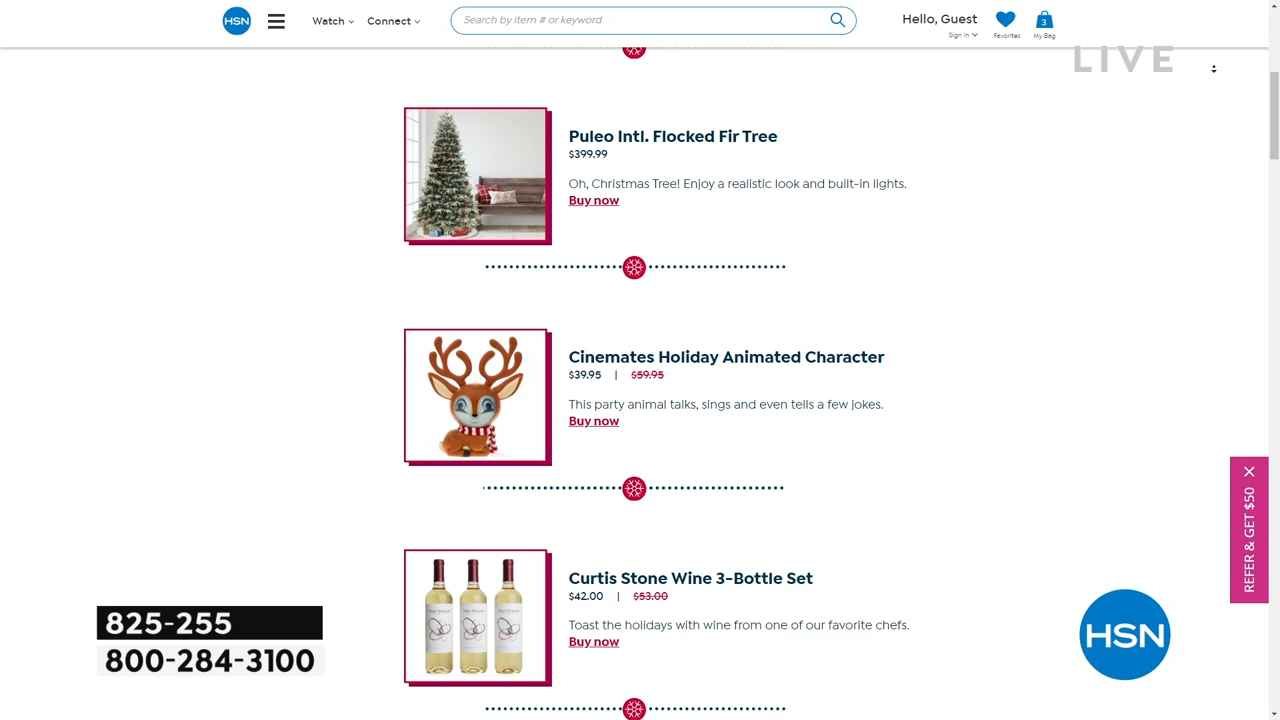 HSN
Watch
Connect
Search by item # or keyword
Hello, Guest
Sign In
Favorites
3
My Bag
LIVE
Puleo Intl. Flocked Fir Tree
$399.99
Oh, Christmas Tree! Enjoy a realistic look and built-in lights.
Buy now
Cinemates Holiday Animated Character
$39.95 | $59.95
This party animal talks, sings and even tells a few jokes.
Buy now
Curtis Stone Wine 3-Bottle Set
$42.00 | $53.00
Toast the holidays with wine from one of our favorite chefs.
Buy now
REFER & GET $50
825-255
800-284-3100
HSN